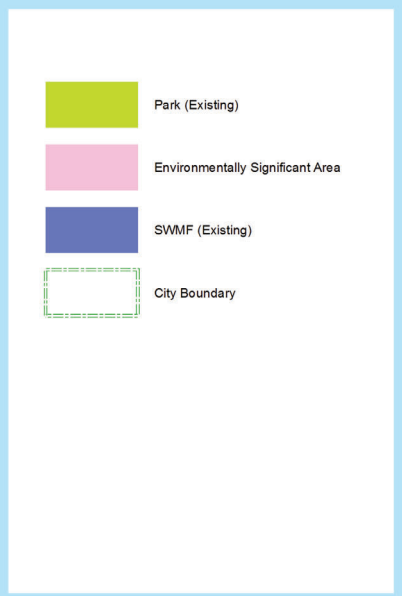 Park (Existing)
Environmentally Significant Area
SWMF (Existing)
City Boundary